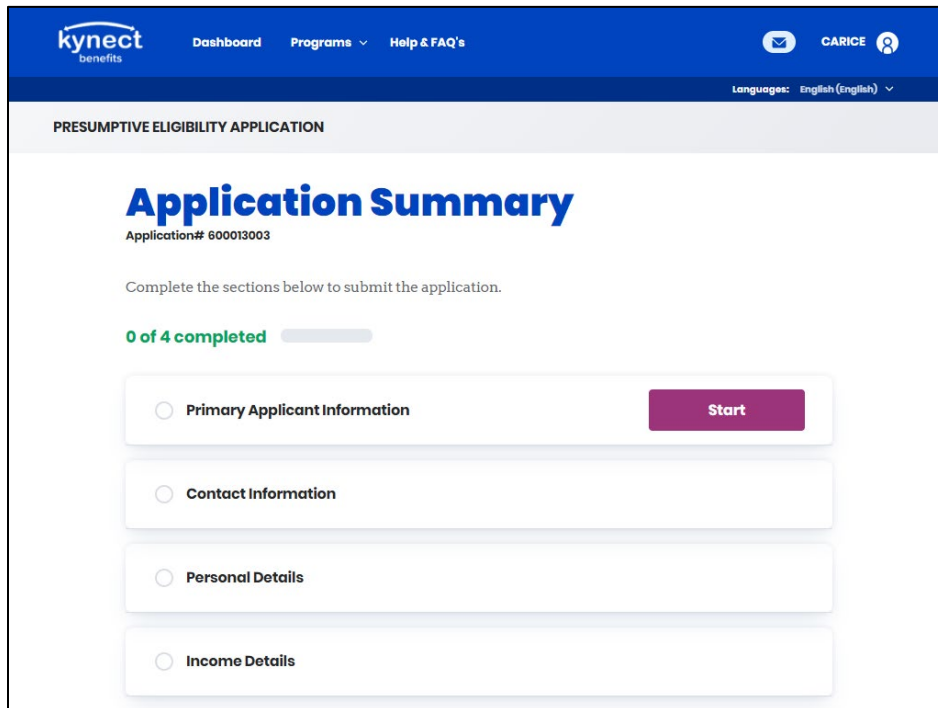 kynect
benefits
Dashboard Programs Help & FAQ's
CARICE
Languages: English (English)
PRESUMPTIVE ELIGIBILITY APPLICATION
Application Summary
Application# 600013003
Complete the sections below to submit the application.
0 of 4 completed
Primary Applicant Information Start
Contact Information
Personal Details
Income Details